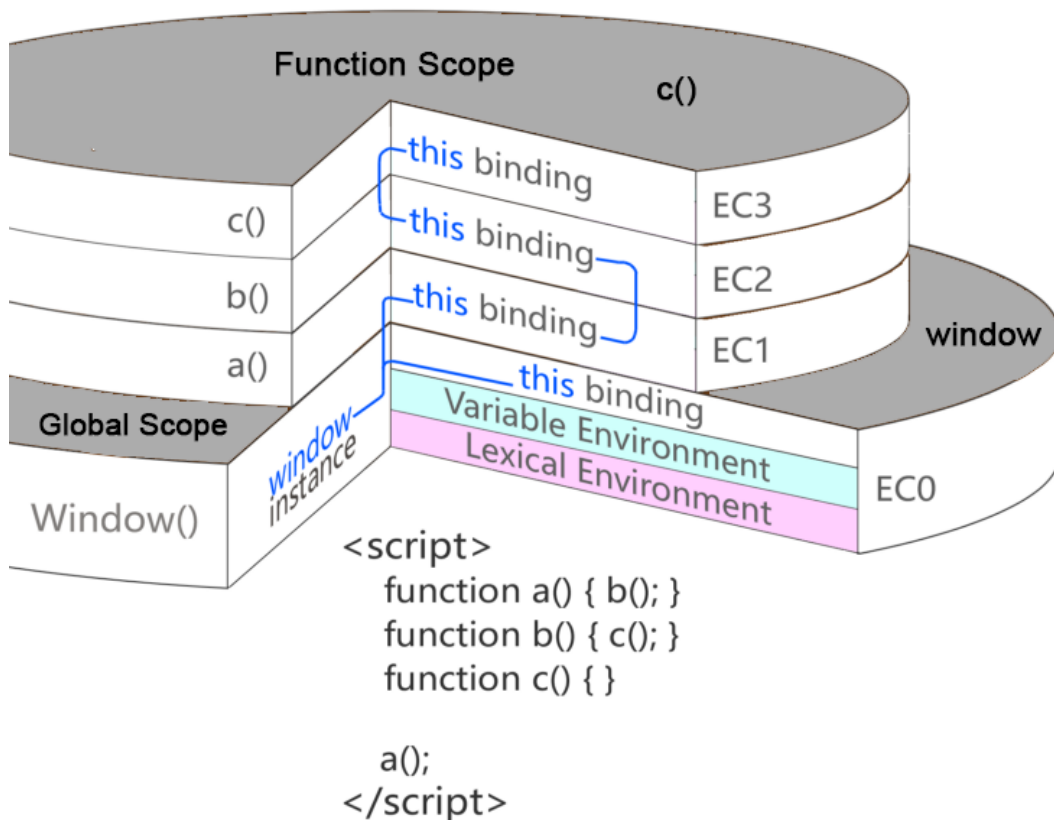 Function Scope
c()
this binding
EC3
c()
this binding
EC2
b()
this binding
EC1
window
a()
this binding
Global Scope
Variable Environment
window
instance
Lexical Environment
EC0
Window()
<script>
function a() { b(); }
function b() { c(); }
function c() { }
a();
</script>